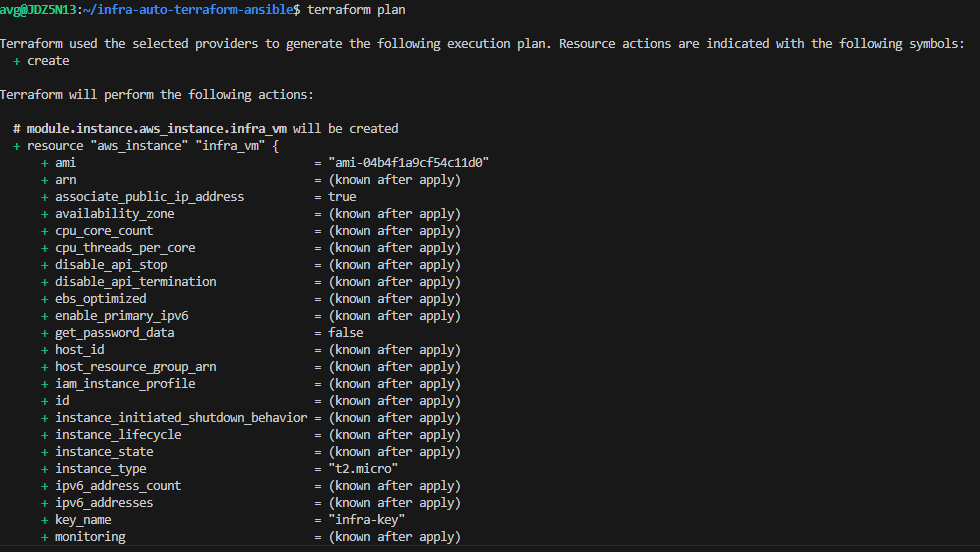 avg@JDZ5N13:~/infra-auto-terraform-ansible$ terraform plan
Terraform used the selected providers to generate the following execution plan. Resource actions are indicated with the following symbols:
+ create
Terraform will perform the following actions:
# module.instance.aws_instance.infra_vm will be created
+ resource "aws_instance" "infra_vm" {
+ ami = "ami-04b4f1a9cf54c11d0"
+ arn = (known after apply)
+ associate_public_ip_address = true
+ availability_zone = (known after apply)
+ cpu_core_count = (known after apply)
+ cpu_threads_per_core = (known after apply)
+ disable_api_stop = (known after apply)
+ disable_api_termination = (known after apply)
+ ebs_optimized = (known after apply)
+ enable_primary_ipv6 = (known after apply)
+ get_password_data = false
+ host_id = (known after apply)
+ host_resource_group_arn = (known after apply)
+ iam_instance_profile = (known after apply)
+ id = (known after apply)
+ instance_initiated_shutdown_behavior = (known after apply)
+ instance_lifecycle = (known after apply)
+ instance_state = (known after apply)
+ instance_type = "t2.micro"
+ ipv6_address_count = (known after apply)
+ ipv6_addresses = (known after apply)
+ key_name = "infra-key"
+ monitoring = (known after apply)